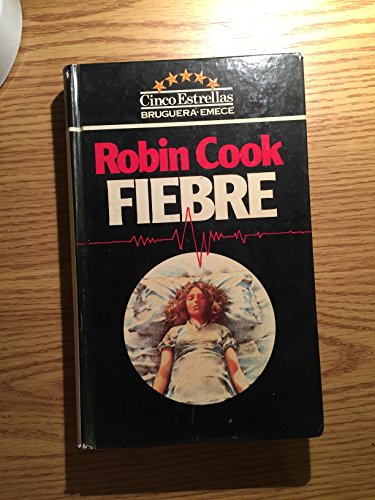 Cinco Estrellas
BRUGUERA·EMECE
Robin Cook
FIEBRE